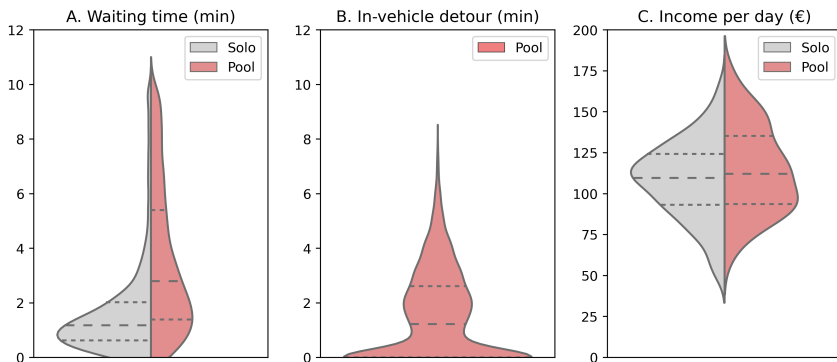 A. Waiting time (min)
12
10
8
6
4
2
0
Solo
Pool
B. In-vehicle detour (min)
12
10
8
6
4
2
0
Pool
C. Income per day (€)
200
175
150
125
100
75
50
25
0
Solo
Pool